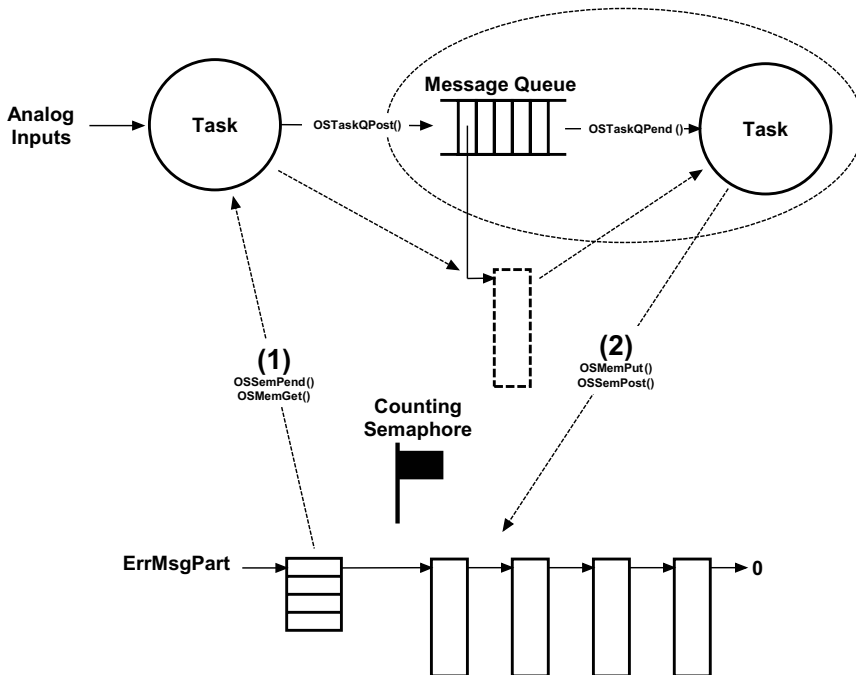 Analog
Inputs
Task
OSTaskQPost()
Message Queue
OSTaskQPend ()
Task
(1)
OSSemPend()
OSMemGet()
(2)
OSMemPut()
OSSemPost()
Counting
Semaphore
ErrMsgPart
0